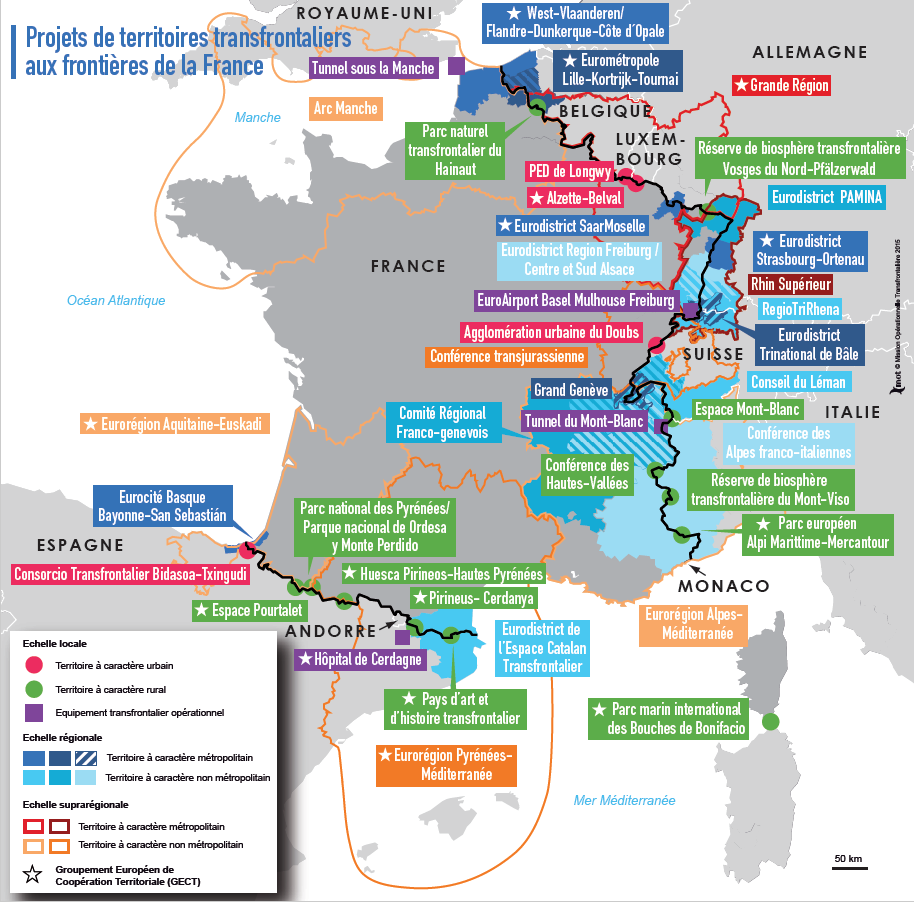 Projets de territoires transfrontaliers
aux frontières de la France
ROYAUME-UNI
★ West-Vlaanderen/
Flandre-Dunkerque-Côte d´Opale
Tunnel sous la Manche
★ Eurométropole
Lille-Kortrijk-Tournai
ALLEMAGNE
★ Grande Région
Arc Manche
Manche
BELGIQUE
Parc naturel
transfrontalier du
Hainaut
LUXEM-
BOURG
Réserve de biosphère transfrontalière
Vosges du Nord-Pfälzerwald
PED de Longwy
★ Alzette-Belval
Eurodistrict PAMINA
★ Eurodistrict SaarMoselle
★ Eurodistrict
Strasbourg-Ortenau
Eurodistrict Region Freiburg /
Centre et Sud Alsace
FRANCE
Rhin Supérieur
Océan Atlantique
EuroAirport Basel Mulhouse Freiburg
RegioTriRhena
Agglomération urbaine du Doubs
Eurodistrict
Trinational de Bâle
Conférence transjurassienne
SUISSE
Conseil du Léman
Grand Genève
Espace Mont-Blanc
ITALIE
Comité Régional
Franco-genevois
Tunnel du Mont-Blanc
★ Eurorégion Aquitaine-Euskadi
Conférence des
Alpes franco-italiennes
Conférence des
Hautes-Vallées
Réserve de biosphère
transfrontalière du Mont-Viso
Eurocité Basque
Bayonne-San Sebastián
Parc national des Pyrénées/
Parque nacional de Ordesa
y Monte Perdido
★ Parc européen
Alpi Marittime-Mercantour
ESPAGNE
Consorcio Transfrontalier Bidasoa-Txingudi
★ Huesca Pirineos-Hautes Pyrénées
MONACO
★ Pirineus- Cerdanya
★ Espace Pourtalet
Eurorégion Alpes-
Méditerranée
ANDORRE
Eurodistrict de
l´Espace Catalan
Transfrontalier
★ Hôpital de Cerdagne
★ Pays d'art et
d'histoire transfrontalier
★ Parc marin international
des Bouches de Bonifacio
★ Eurorégion Pyrénées-
Méditerranée
Mer Méditerranée
Echelle locale
Territoire à caractère urbain
Territoire à caractère rural
Equipement transfrontalier opérationnel
Echelle régionale
Territoire à caractère métropolitain
Territoire à caractère non métropolitain
Echelle suprarégionale
Territoire à caractère métropolitain
Territoire à caractère non métropolitain
☆ Groupement Européen de
Coopération Territoriale (GECT)
50 km
© Mission Opérationnelle Transfrontalière 2015